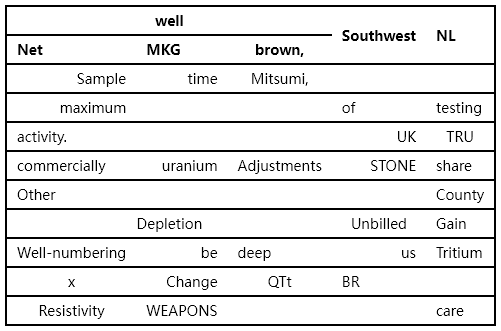 well Southwest NL
Net MKG brown,
Sample time Mitsumi,
maximum of testing
activity. UK TRU
commercially uranium Adjustments STONE share
Other County
Depletion Unbilled Gain
Well-numbering be deep us Tritium
x Change QTt BR
Resistivity WEAPONS care